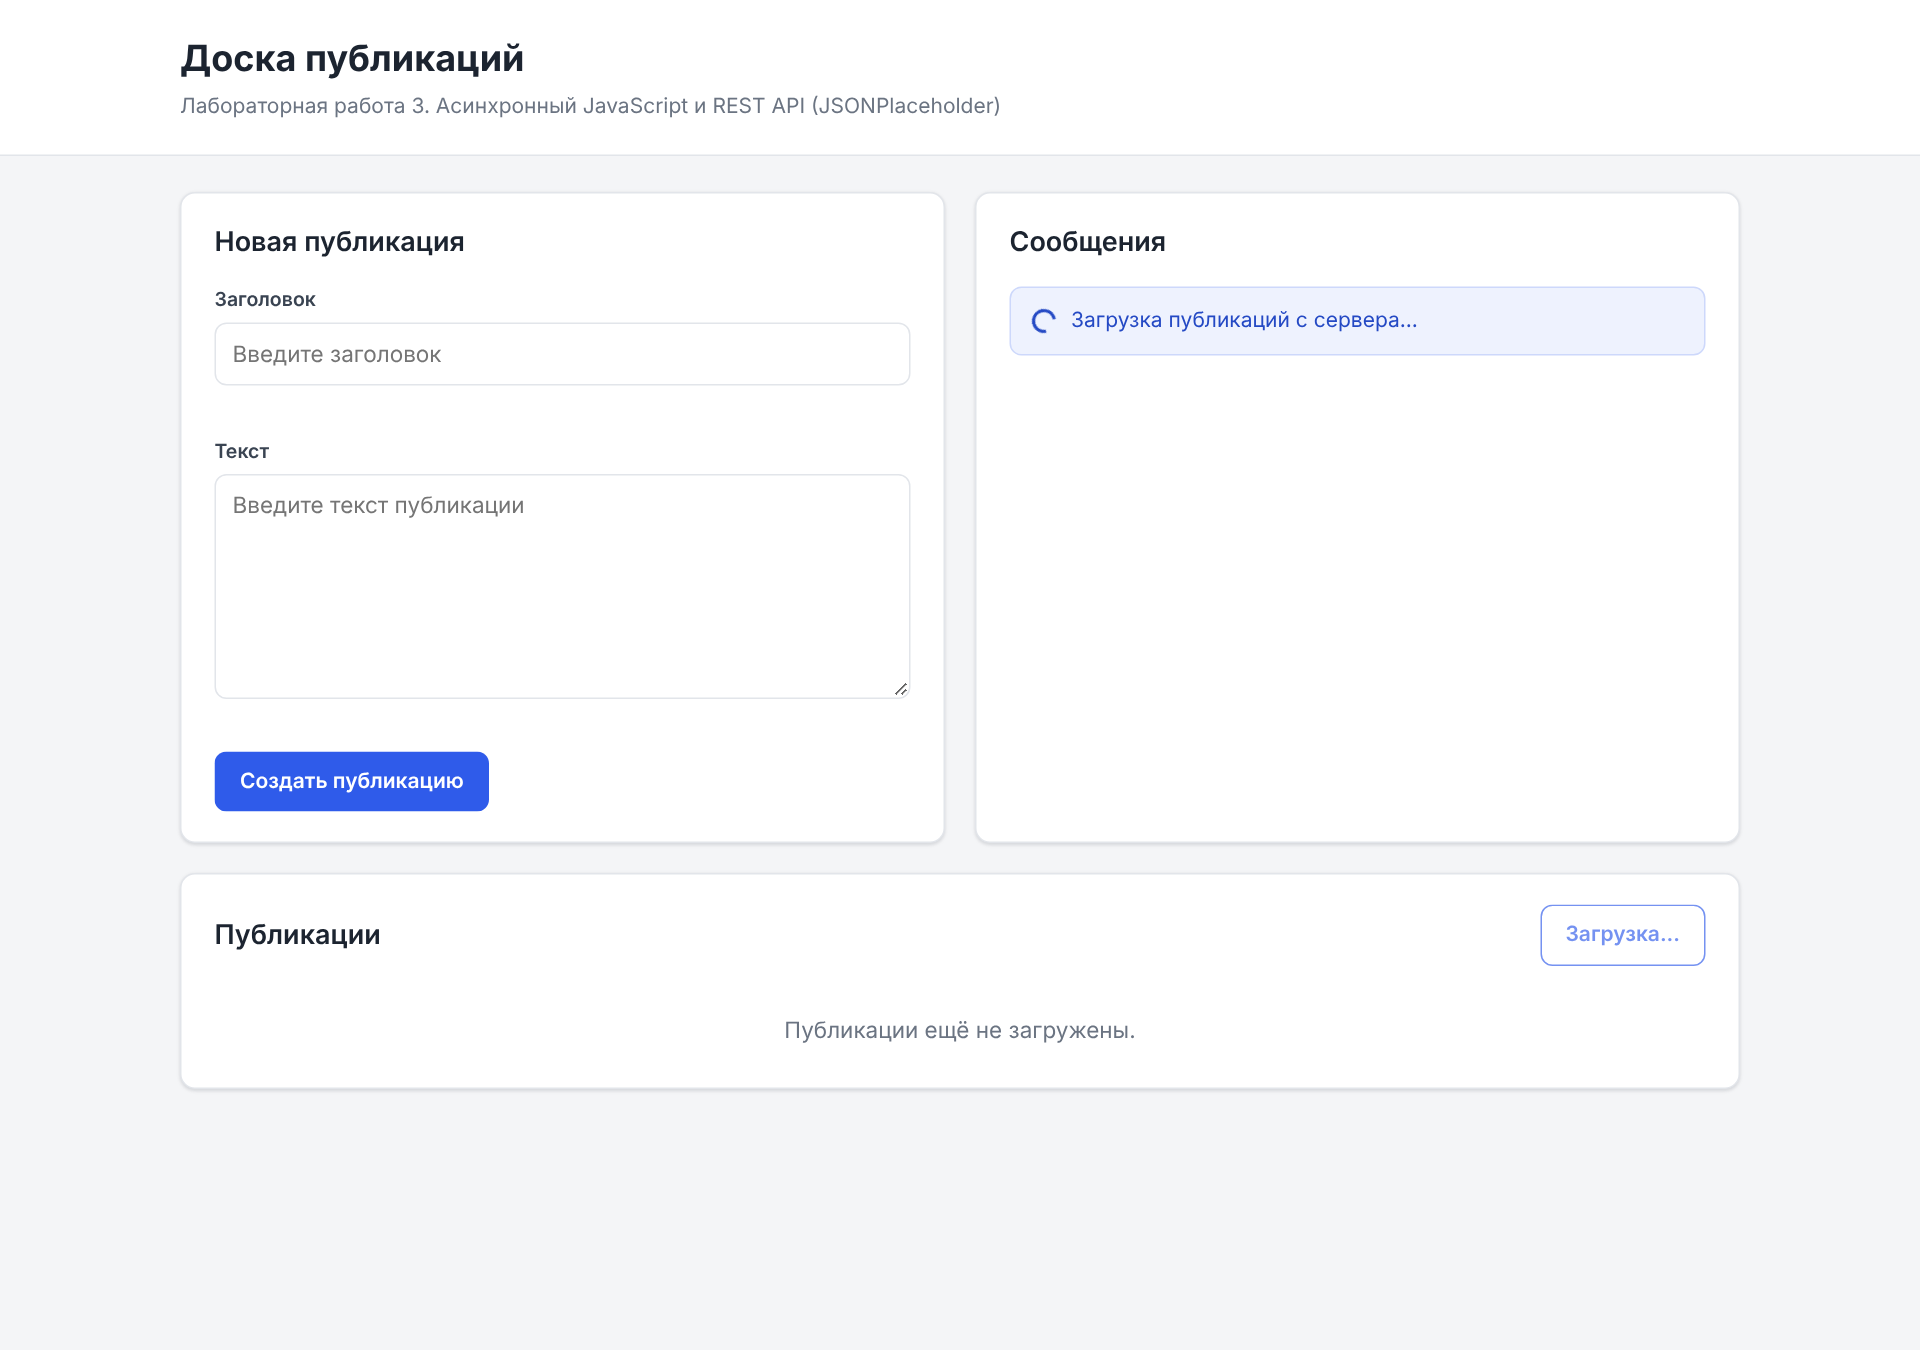 Доска публикаций
Лабораторная работа 3. Асинхронный JavaScript и REST API (JSONPlaceholder)
Новая публикация
Заголовок
Введите заголовок
Текст
Введите текст публикации
Создать публикацию
Сообщения
Загрузка публикаций с сервера...
Публикации
Загрузка...
Публикации ещё не загружены.